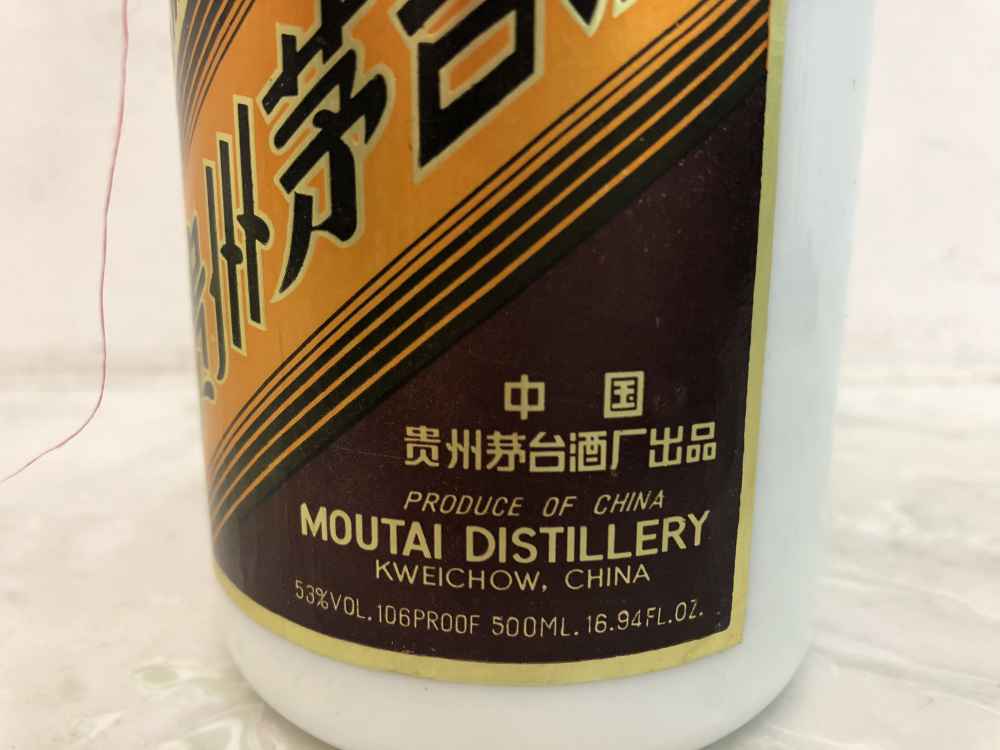 贵州茅台
中国
贵州茅台酒厂出品
PRODUCE OF CHINA
MOUTAI DISTILLERY
KWEICHOW, CHINA
53%VOL. 106PROOF 500ML. 16.94FL.OZ.